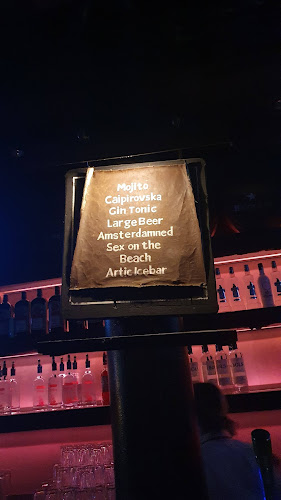 Mojito
Caipirovska
Gin Tonic
Large Beer
Amsterdamned
Sex on the
Beach
Artic Icebar